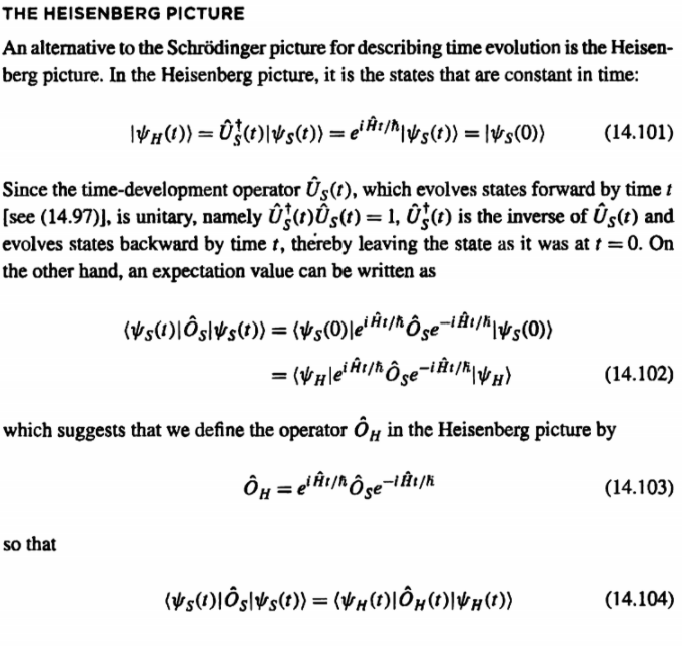 THE HEISENBERG PICTURE
An alternative to the Schrödinger picture for describing time evolution is the Heisen-
berg picture. In the Heisenberg picture, it is the states that are constant in time:
|ψ_H(t)⟩ = Û_S†(t)|ψ_S(t)⟩ = e^{iĤt/ħ}|ψ_S(t)⟩ = |ψ_S(0)⟩ (14.101)
Since the time-development operator Û_S(t), which evolves states forward by time t
[see (14.97)], is unitary, namely Û_S†(t)Û_S(t) = 1, Û_S†(t) is the inverse of Û_S(t) and
evolves states backward by time t, thereby leaving the state as it was at t = 0. On
the other hand, an expectation value can be written as
⟨ψ_S(t)|Ô_S|ψ_S(t)⟩ = ⟨ψ_S(0)|e^{iĤt/ħ}Ô_S e^{−iĤt/ħ}|ψ_S(0)⟩
= ⟨ψ_H|e^{iĤt/ħ}Ô_S e^{−iĤt/ħ}|ψ_H⟩ (14.102)
which suggests that we define the operator Ô_H in the Heisenberg picture by
Ô_H = e^{iĤt/ħ}Ô_S e^{−iĤt/ħ} (14.103)
so that
⟨ψ_S(t)|Ô_S|ψ_S(t)⟩ = ⟨ψ_H(t)|Ô_H(t)|ψ_H(t)⟩ (14.104)